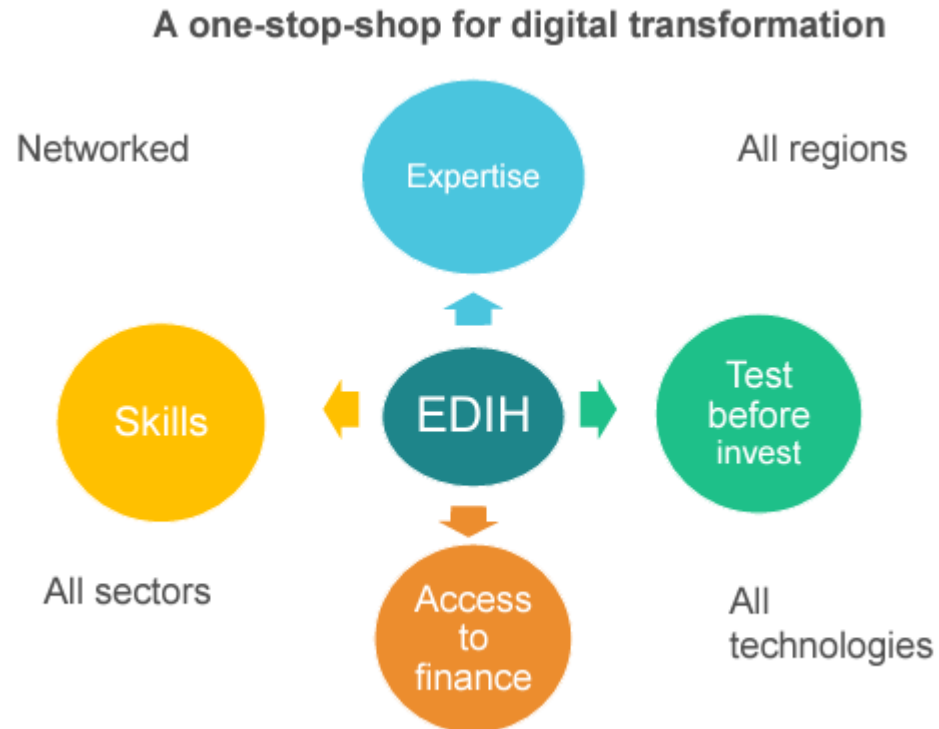 A one-stop-shop for digital transformation
Networked
Expertise
All regions
Skills
EDIH
Test
before
invest
All sectors
Access
to
finance
All
technologies